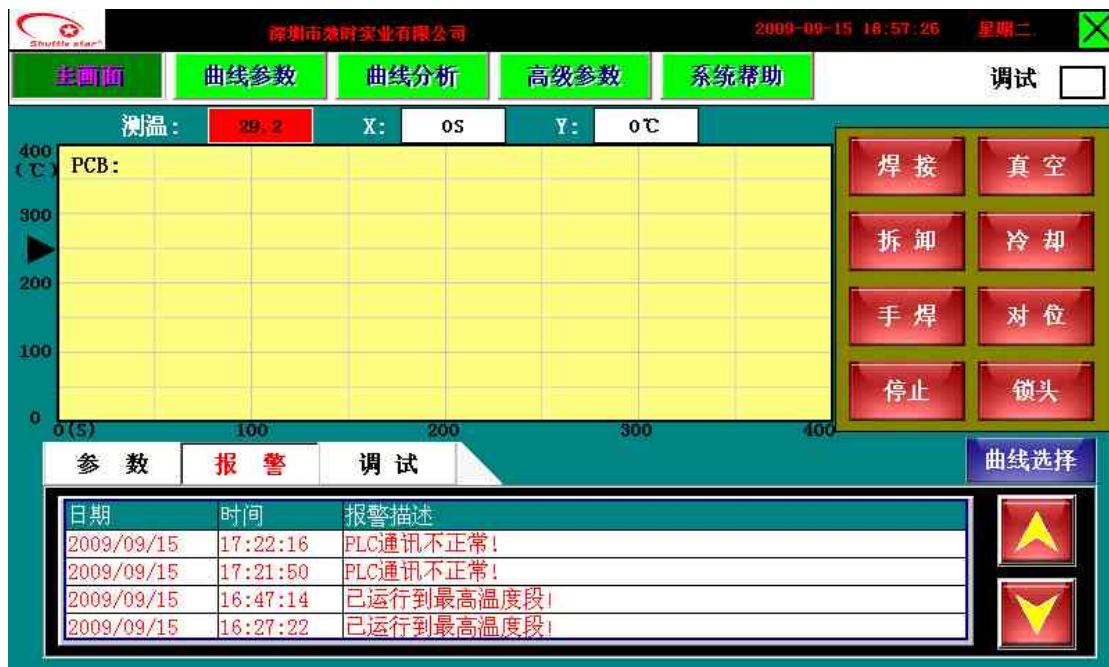 Shuttle star
深圳市效时实业有限公司 2009-09-15 18:57:26 星期二
主画面 曲线参数 曲线分析 高级参数 系统帮助 调试
测温: 29.2 X: 0S Y: 0℃
400
(℃) PCB:
焊接 真空
300
拆卸 冷却
200
手焊 对位
100
停止 锁头
0
0(S) 100 200 300 400
参数 报警 调试 曲线选择
日期 时间 报警描述
2009/09/15 17:22:16 PLC通讯不正常!
2009/09/15 17:21:50 PLC通讯不正常!
2009/09/15 16:47:14 己运行到最高温度段!
2009/09/15 16:27:22 己运行到最高温度段!